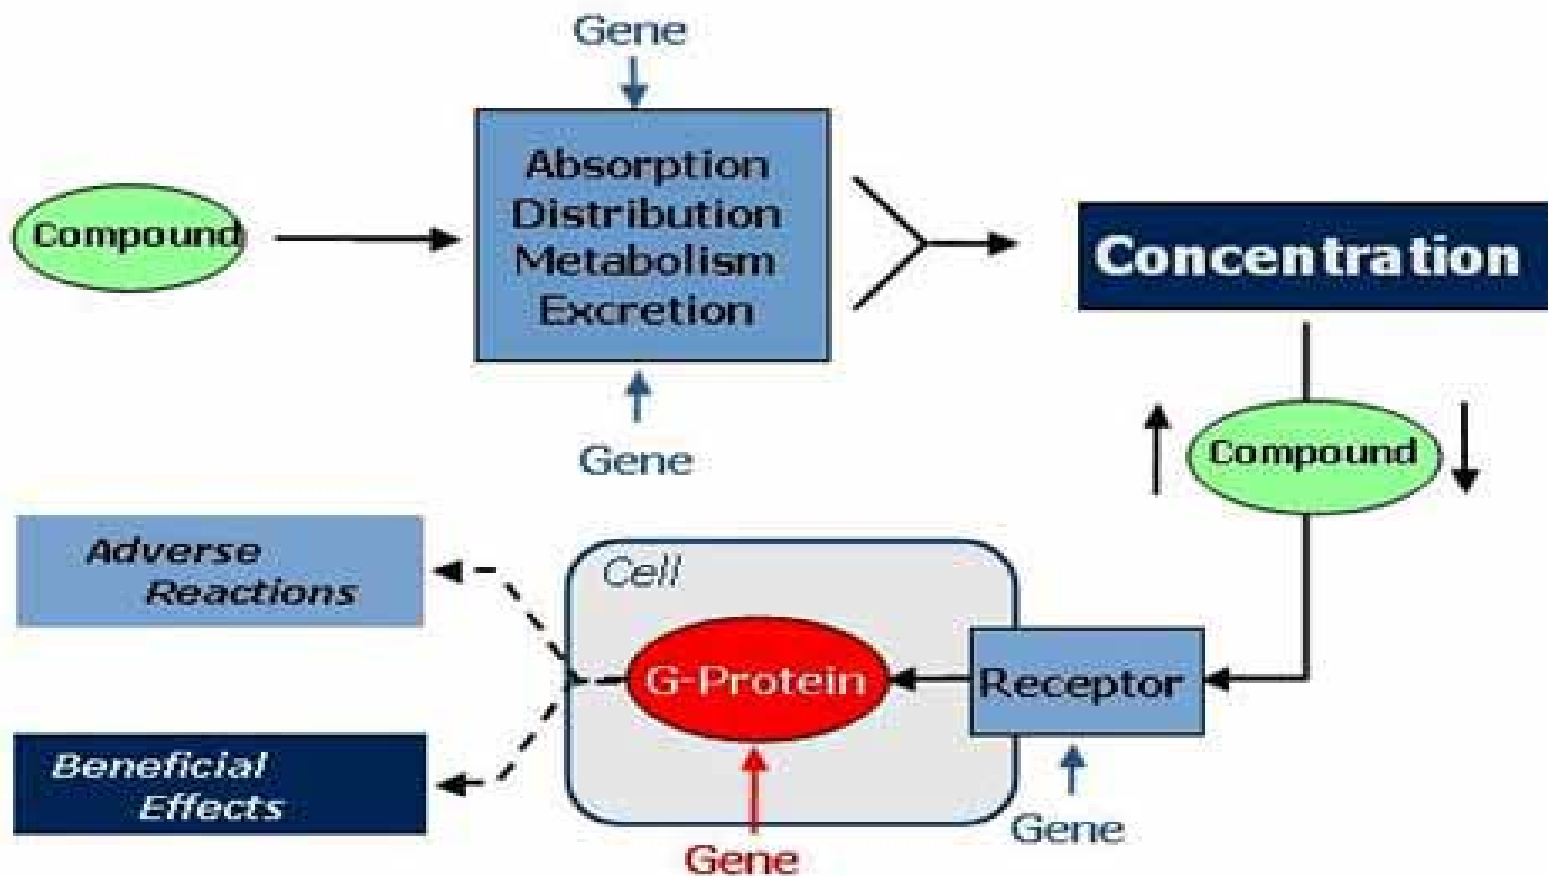 Gene
Absorption
Distribution
Metabolism
Excretion
Compound
Concentration
Gene
Compound
Adverse
Reactions
Cell
G-Protein
Receptor
Beneficial
Effects
Gene
Gene